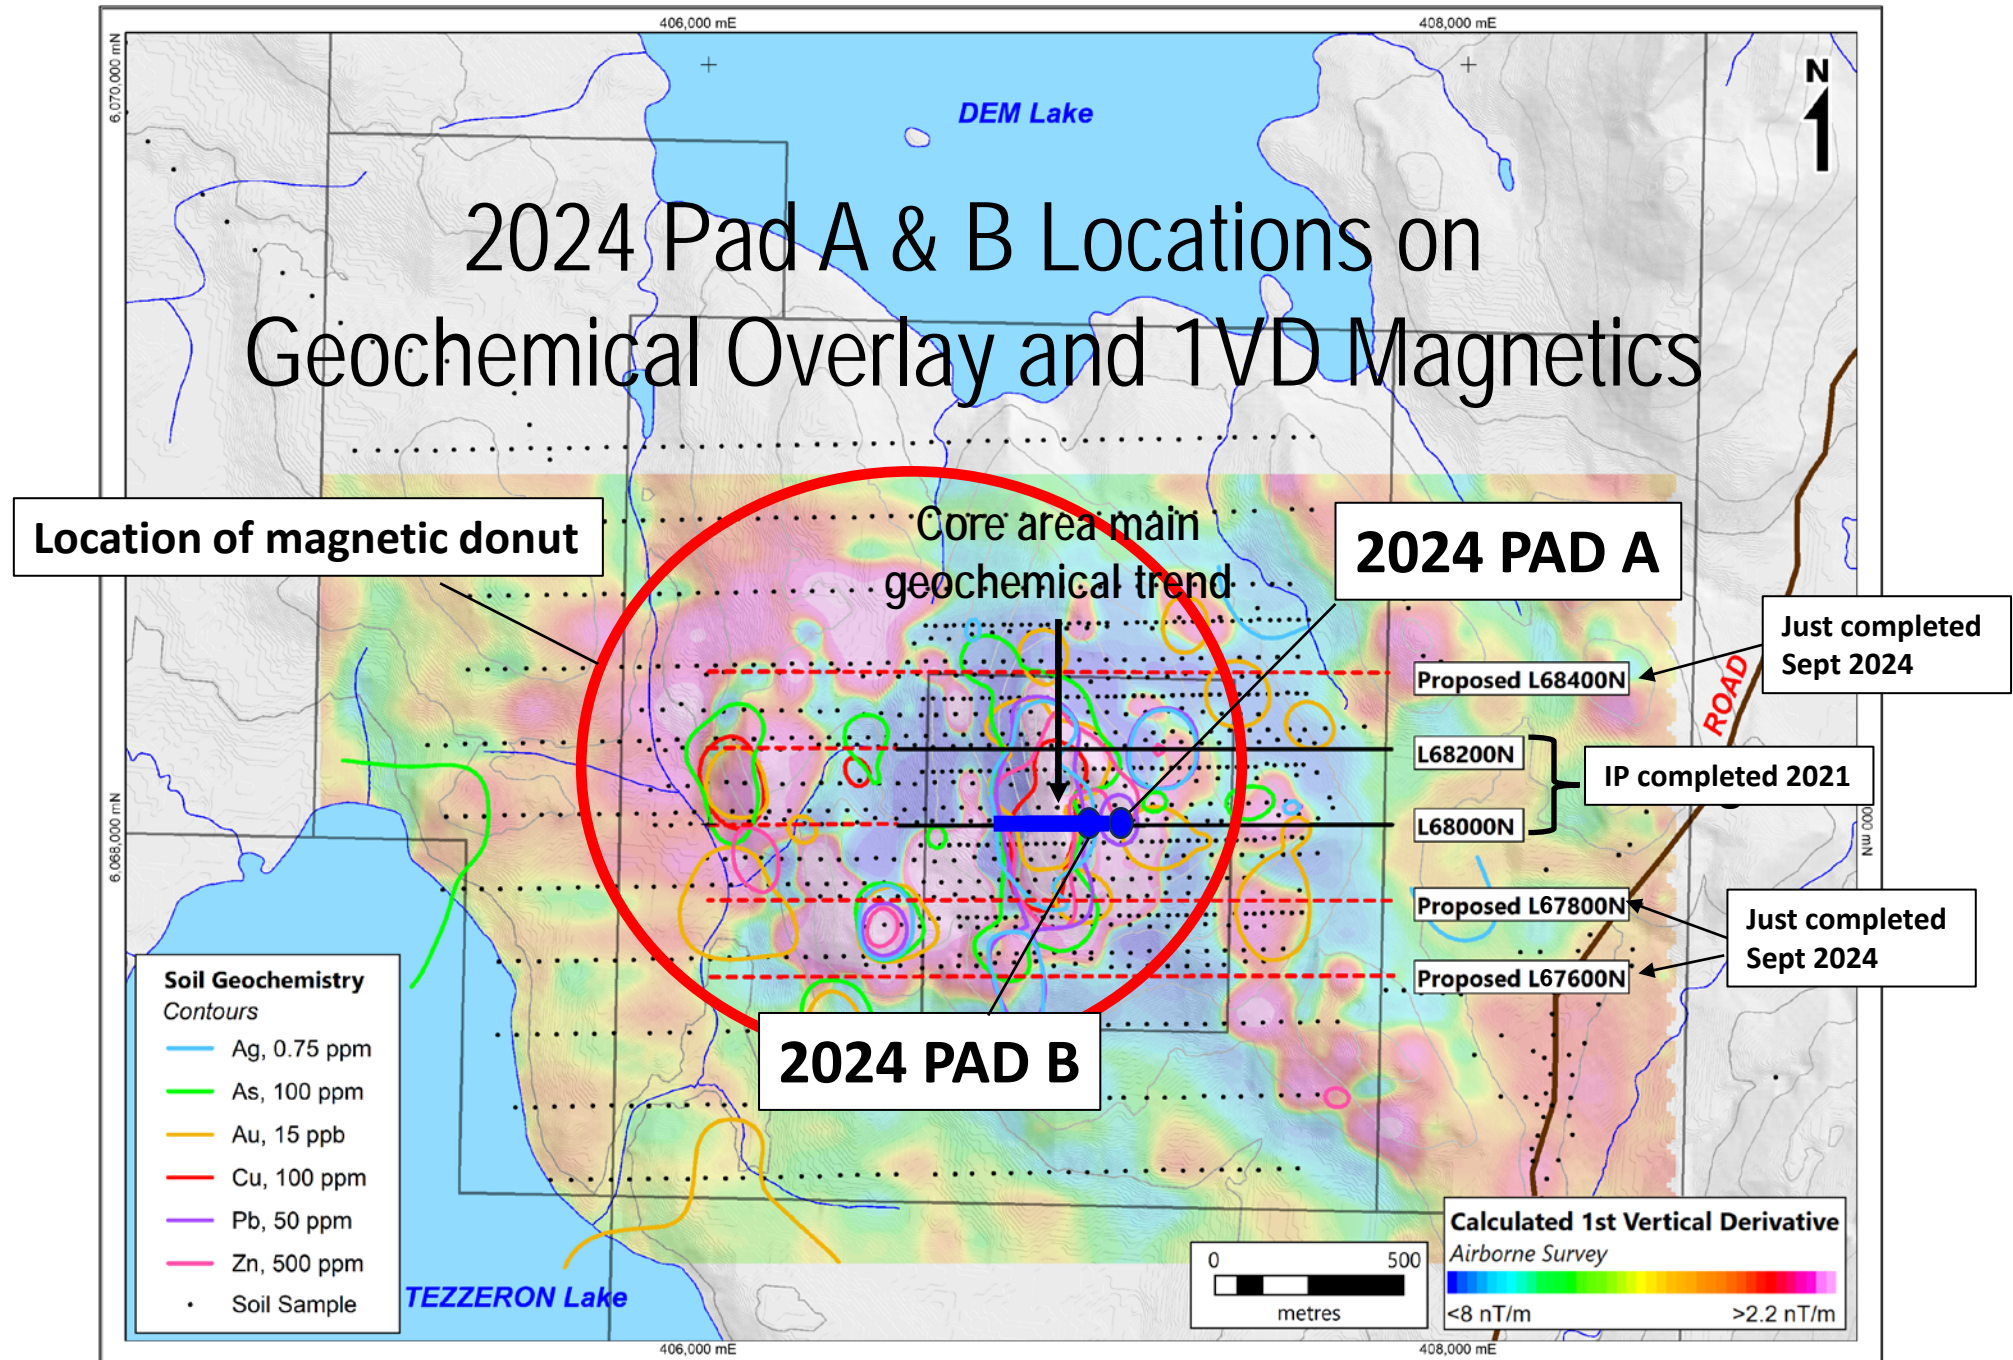 406,000 mE
408,000 mE
6,070,000 mN
N
DEM Lake
2024 Pad A & B Locations on
Geochemical Overlay and 1VD Magnetics
Location of magnetic donut
Core area main
geochemical trend
2024 PAD A
Just completed
Sept 2024
ROAD
Proposed L68400N
L68200N
IP completed 2021
L68000N
6,068,000 mN
000 mN
Proposed L67800N
Just completed
Sept 2024
Proposed L67600N
2024 PAD B
Soil Geochemistry
Contours
Ag, 0.75 ppm
As, 100 ppm
Au, 15 ppb
Cu, 100 ppm
Pb, 50 ppm
Zn, 500 ppm
Soil Sample
TEZZERON Lake
0 500
metres
Calculated 1st Vertical Derivative
Airborne Survey
<8 nT/m >2.2 nT/m
406,000 mE
408,000 mE